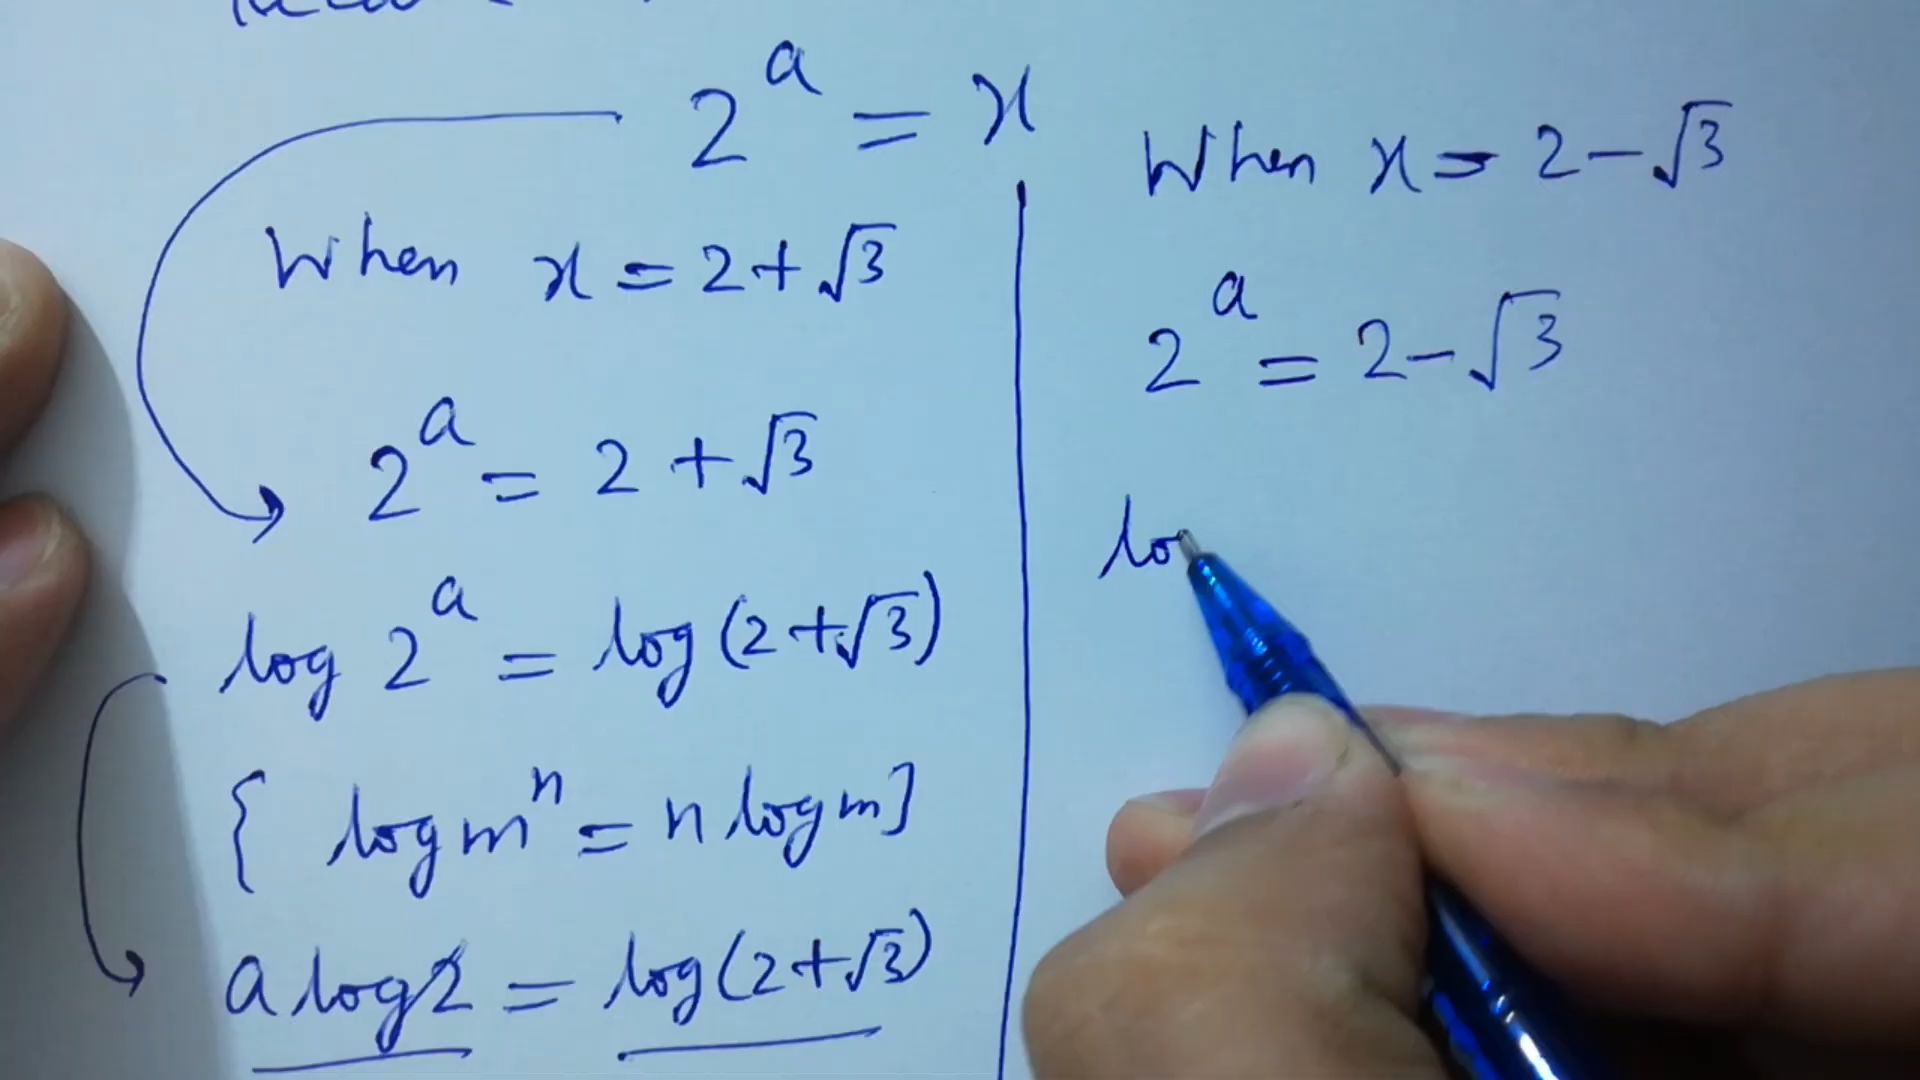 2^a = x
When x = 2 + √3
2^a = 2 + √3
log 2^a = log (2 + √3)
{ log m^n = n log m ]
a log 2 = log (2 + √3)
When x = 2 - √3
2^a = 2 - √3
lo